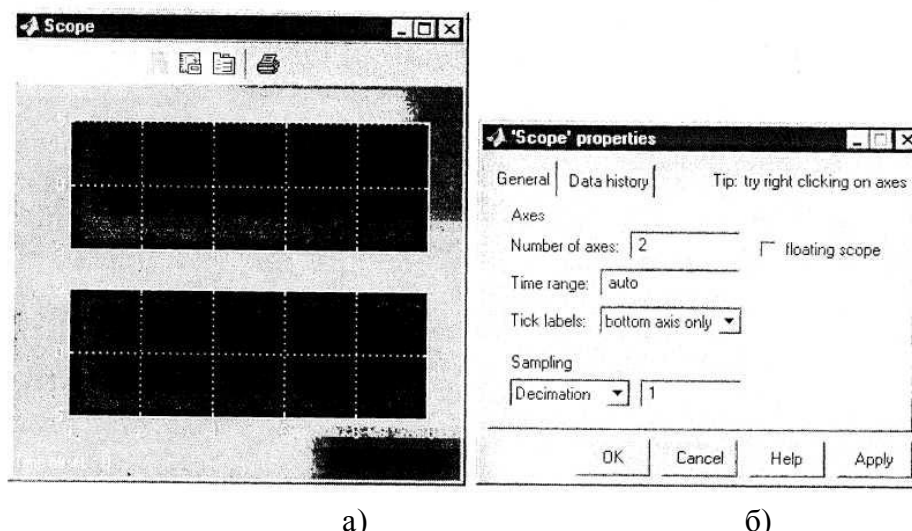 Scope
'Scope' properties
General Data history Tip: try right clicking on axes
Axes
Number of axes: 2 floating scope
Time range: auto
Tick labels: bottom axis only
Sampling
Decimation 1
OK Cancel Help Apply
а) б)